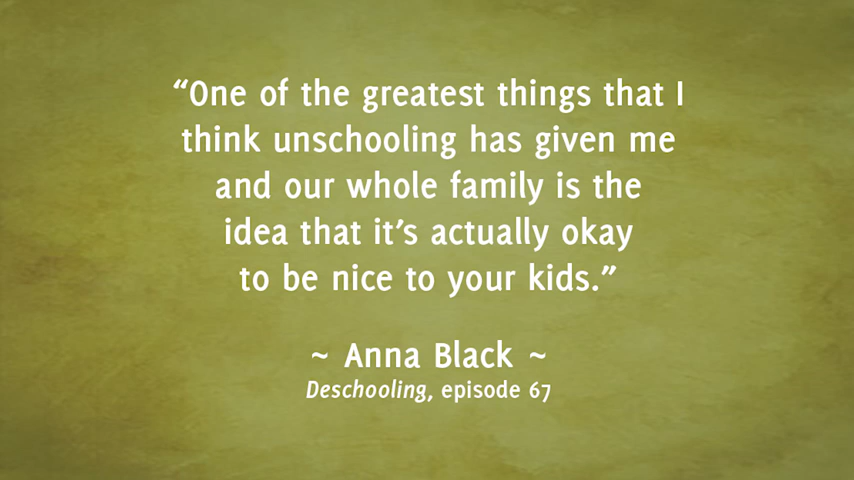 “One of the greatest things that I
think unschooling has given me
and our whole family is the
idea that it’s actually okay
to be nice to your kids.”
~ Anna Black ~
Deschooling, episode 67